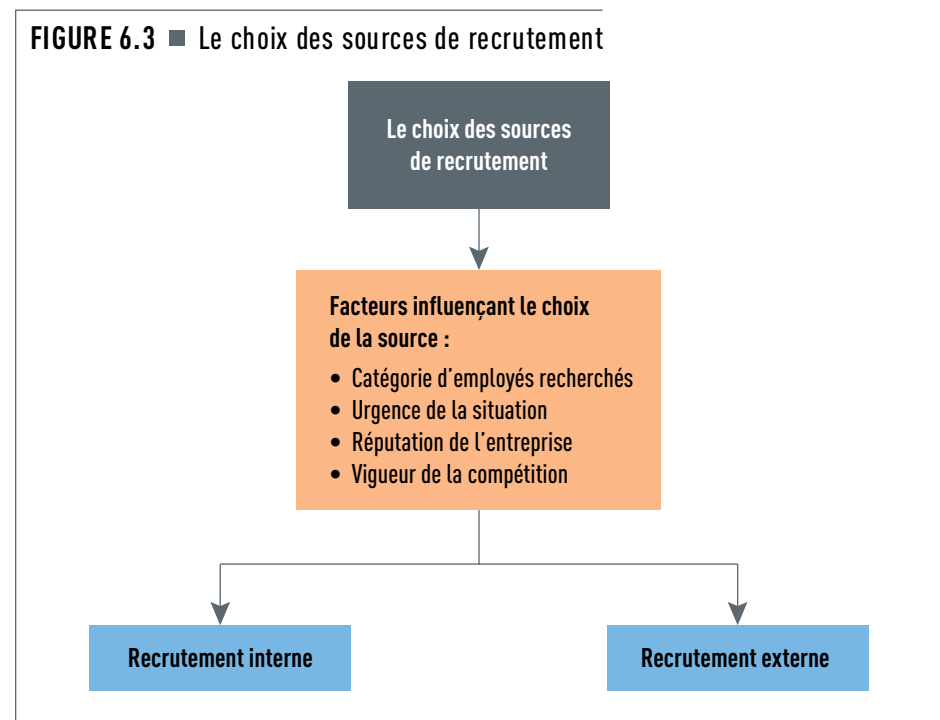 FIGURE 6.3 ■ Le choix des sources de recrutement
Le choix des sources
de recrutement
Facteurs influençant le choix
de la source :
• Catégorie d'employés recherchés
• Urgence de la situation
• Réputation de l'entreprise
• Vigueur de la compétition
Recrutement interne
Recrutement externe